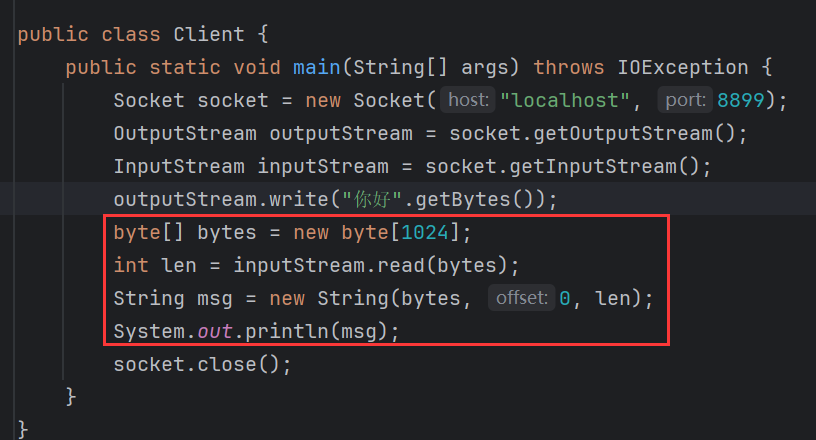 public class Client {
public static void main(String[] args) throws IOException {
Socket socket = new Socket( host: "localhost", port: 8899);
OutputStream outputStream = socket.getOutputStream();
InputStream inputStream = socket.getInputStream();
outputStream.write("你好".getBytes());
byte[] bytes = new byte[1024];
int len = inputStream.read(bytes);
String msg = new String(bytes, offset: 0, len);
System.out.println(msg);
socket.close();
}
}